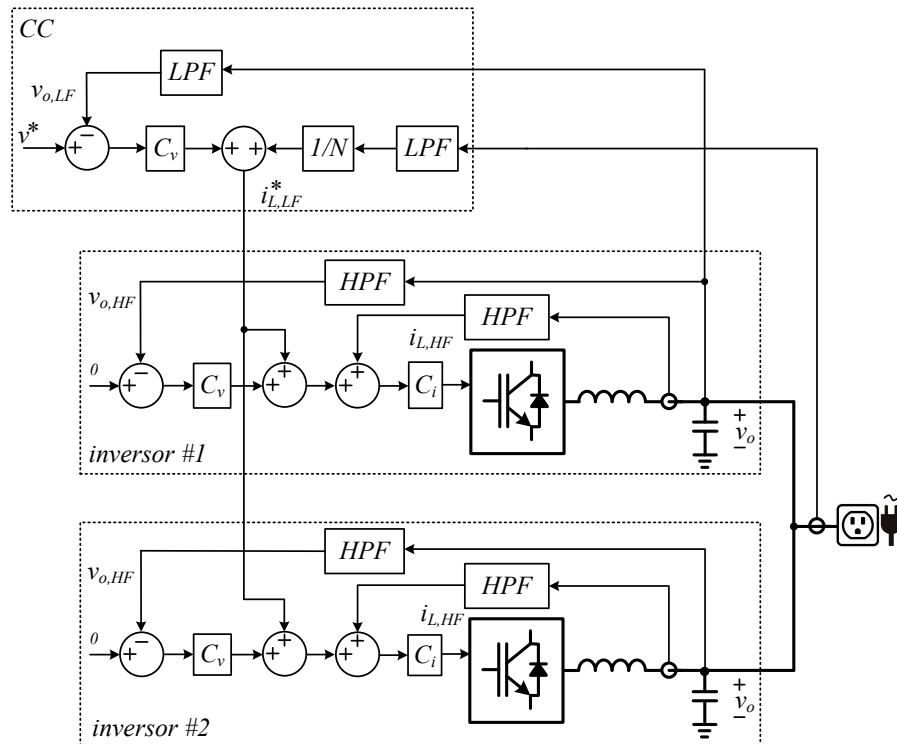 CC
LPF
v_{o,LF}
v*
+ −
C_v
+ +
1/N
LPF
i*_{L,LF}
HPF
v_{o,HF}
HPF
i_{L,HF}
0
+ −
C_v
+ +
+ +
C_i
+
v_o
−
inversor #1
~
HPF
v_{o,HF}
HPF
i_{L,HF}
0
+ −
C_v
+ +
+ +
C_i
+
v_o
−
inversor #2